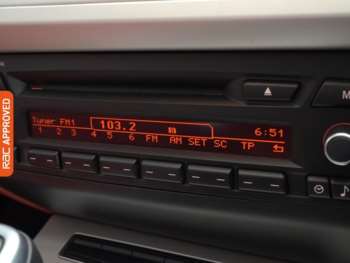 Tuner FM1 103.2 6:51
1 2 3 4 5 6 FM AM SET SC TP
M
RAC APPROVED